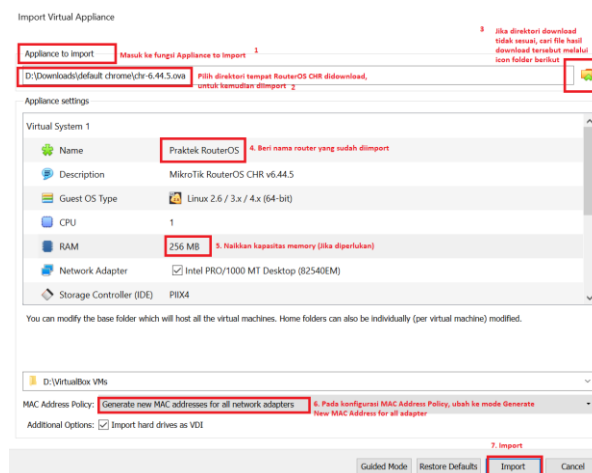 Import Virtual Appliance
3 Jika direktori download
tidak sesuai, cari file hasil
download tersebut melalui
icon folder berikut
Appliance to import
Masuk ke fungsi Appliance to Import 1
D:\Downloads\default chrome\chr-6.44.5.ova
Pilih direktori tempat RouterOS CHR didownload,
untuk kemudian diimport 2
Appliance settings
Virtual System 1
Name Praktek RouterOS 4. Beri nama router yang sudah diimport
Description MikroTik RouterOS CHR v6.44.5
Guest OS Type Linux 2.6 / 3.x / 4.x (64-bit)
CPU 1
RAM 256 MB 5. Naikkan kapasitas memory (Jika diperlukan)
Network Adapter Intel PRO/1000 MT Desktop (82540EM)
Storage Controller (IDE) PIIX4
You can modify the base folder which will host all the virtual machines. Home folders can also be individually (per virtual machine) modified.
D:\VirtualBox VMs
MAC Address Policy: Generate new MAC addresses for all network adapters
6. Pada konfigurasi MAC Address Policy, ubah ke mode Generate
New MAC Address for all adapter
Additional Options: Import hard drives as VDI
7. Import
Guided Mode Restore Defaults Import Cancel